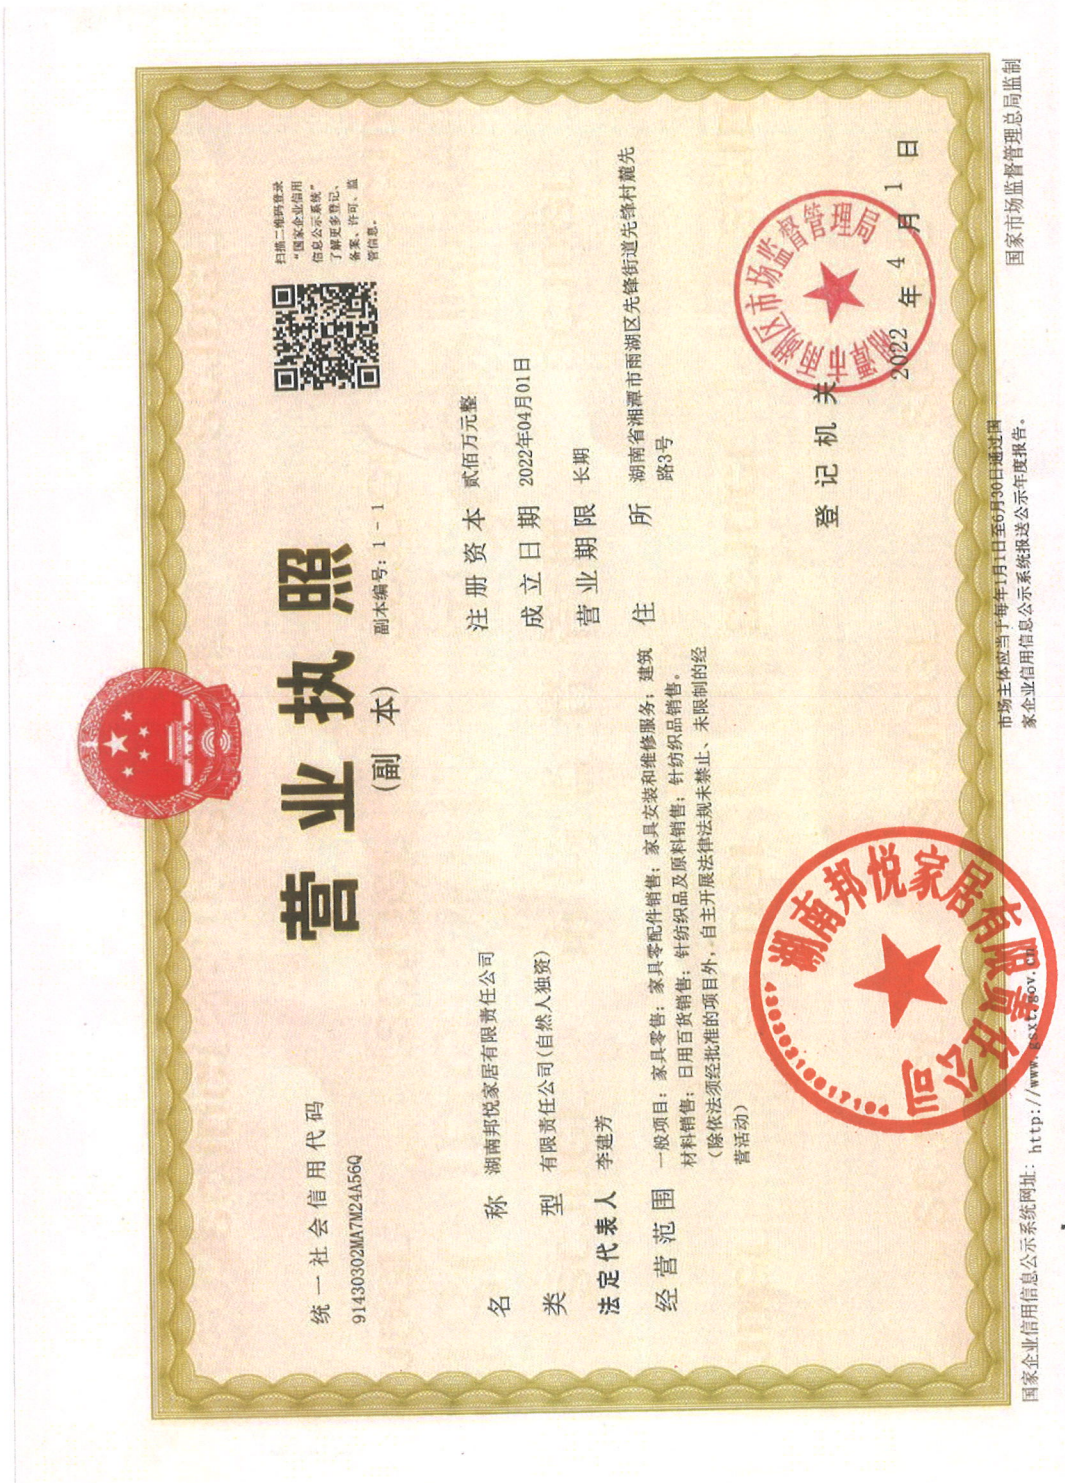 营业执照
(副 本)
副本编号: 1 - 1
扫描二维码登录
“国家企业信用
信息公示系统”
了解更多登记、
备案、许可、监
管信息。
统一社会信用代码
91430302MA7M24A56Q
名 称 湖南邦悦家居有限责任公司
类 型 有限责任公司(自然人独资)
法定代表人 李建芳
经营范围 一般项目: 家具零售; 家具零配件销售; 家具安装和维修服务; 建筑
材料销售; 日用百货销售; 针纺织品及原料销售; 针纺织品销售。
(除依法须经批准的项目外, 自主开展法律法规未禁止、未限制的经
营活动)
注册资本 贰佰万元整
成立日期 2022年04月01日
营业期限 长期
住 所 湖南省湘潭市雨湖区先锋街道先锋村麓先
路3号
登记机关
湘潭市雨湖区市场监督管理局
2022 年 4 月 1 日
湖南邦悦家居有限责任公司
国家企业信用信息公示系统网址: http://www.gsxt.gov.cn
市场主体应当于每年1月1日至6月30日通过国
家企业信用信息公示系统报送公示年度报告。
国家市场监督管理总局监制